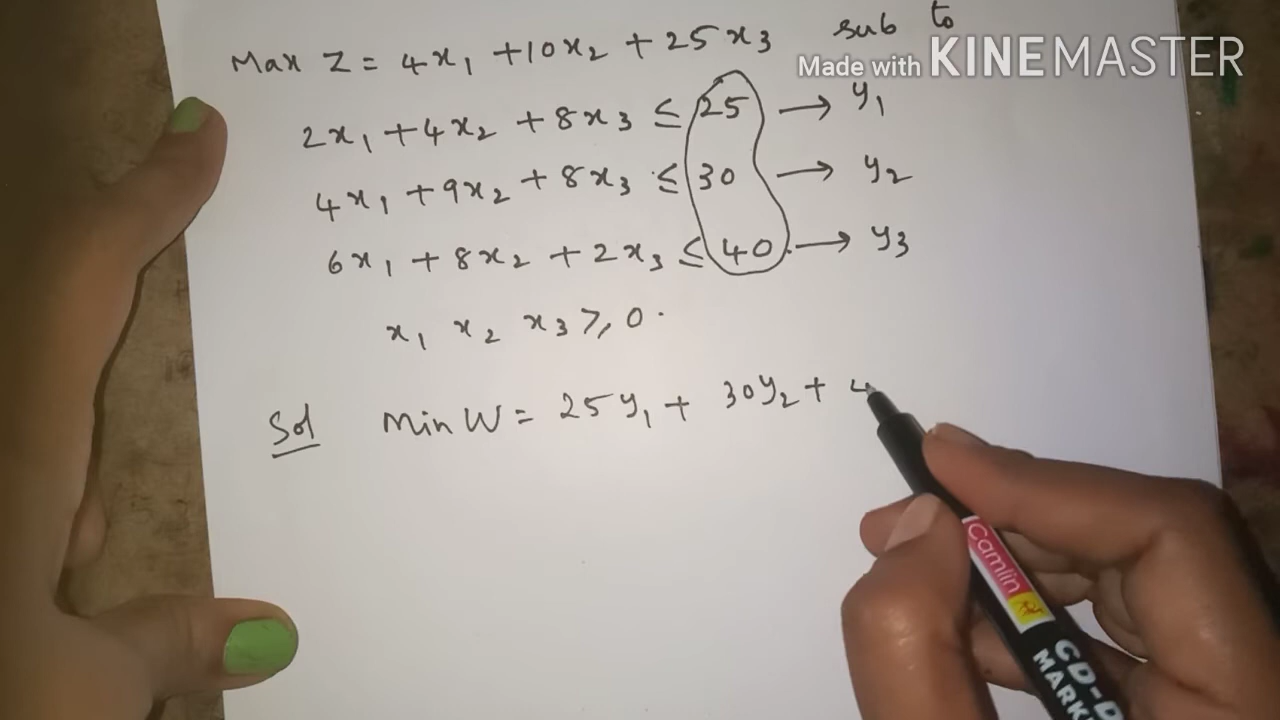 Max Z = 4x₁ + 10x₂ + 25x₃ sub to
Made with KINEMASTER
2x₁ + 4x₂ + 8x₃ ≤ 25 → y₁
4x₁ + 9x₂ + 8x₃ ≤ 30 → y₂
6x₁ + 8x₂ + 2x₃ ≤ 40 → y₃
x₁ x₂ x₃ ≥ 0.
Sol Min W = 25y₁ + 30y₂ + 4
Camlin
CD-D
MARK